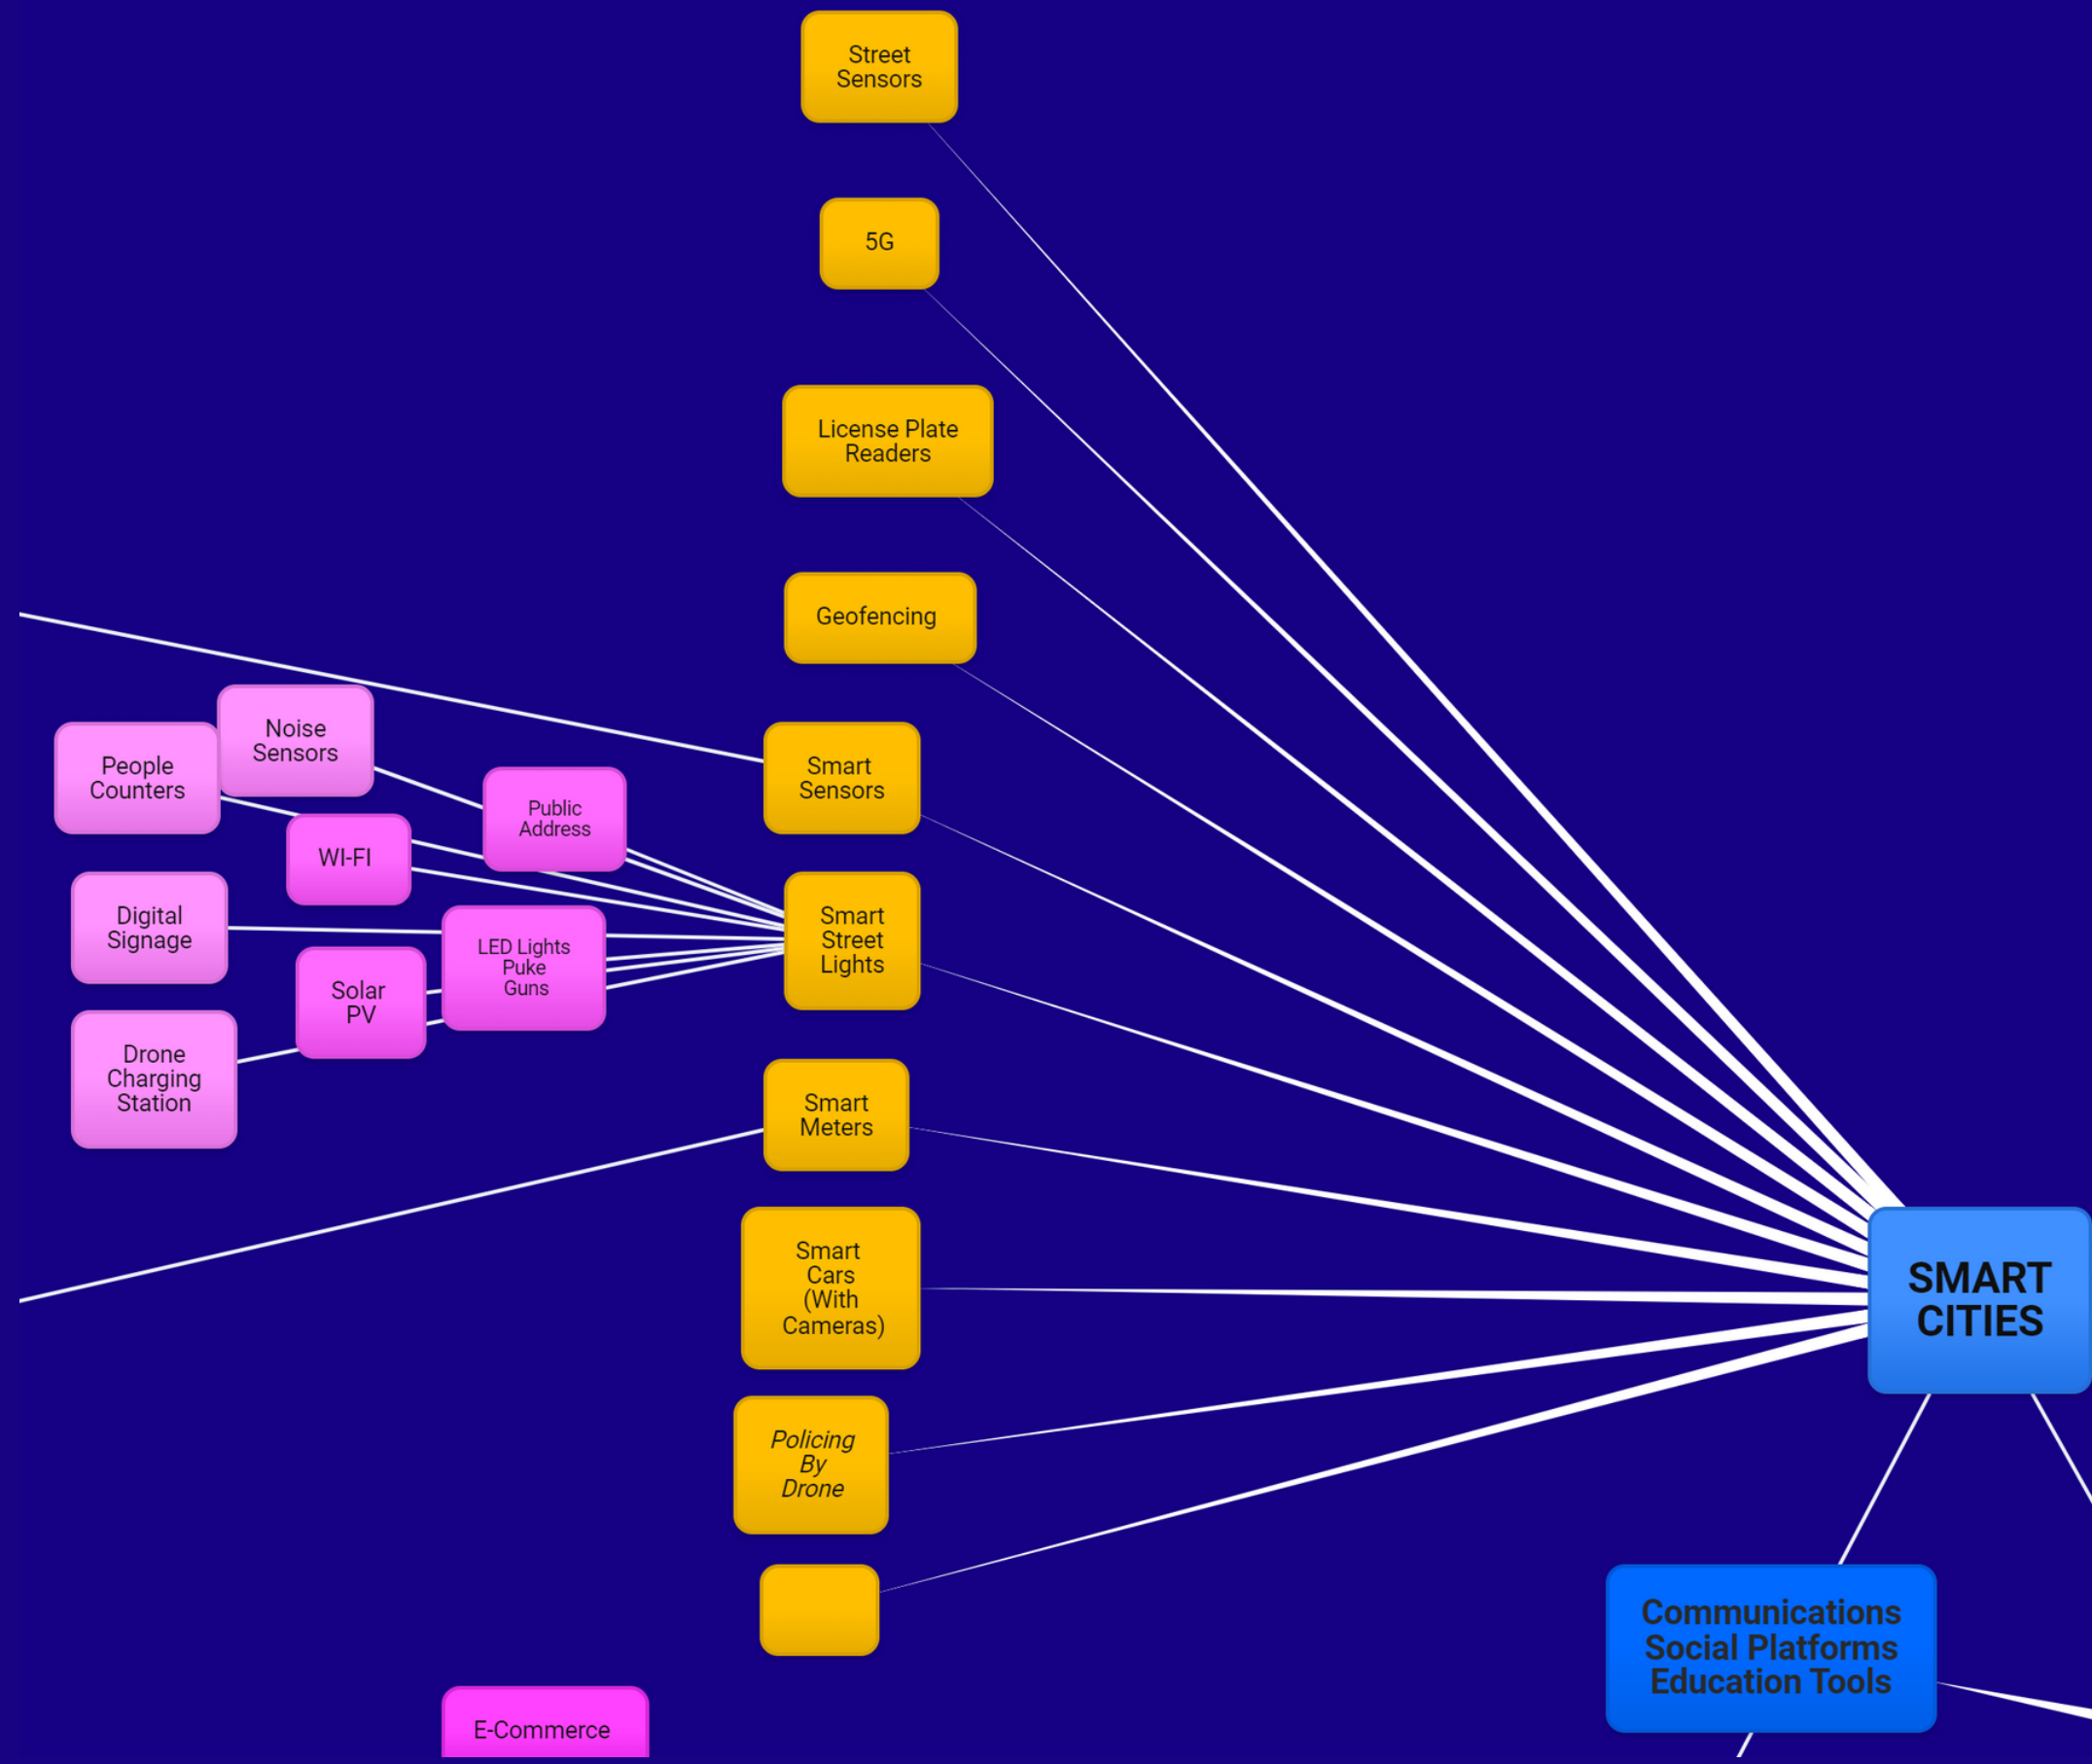 Street
Sensors
5G
License Plate
Readers
Geofencing
Noise
Sensors
People
Counters
Smart
Sensors
Public
Address
WI-FI
Digital
Signage
Smart
Street
Lights
LED Lights
Puke
Guns
Solar
PV
Drone
Charging
Station
Smart
Meters
Smart
Cars
(With
Cameras)
SMART
CITIES
Policing
By
Drone
Communications
Social Platforms
Education Tools
E-Commerce